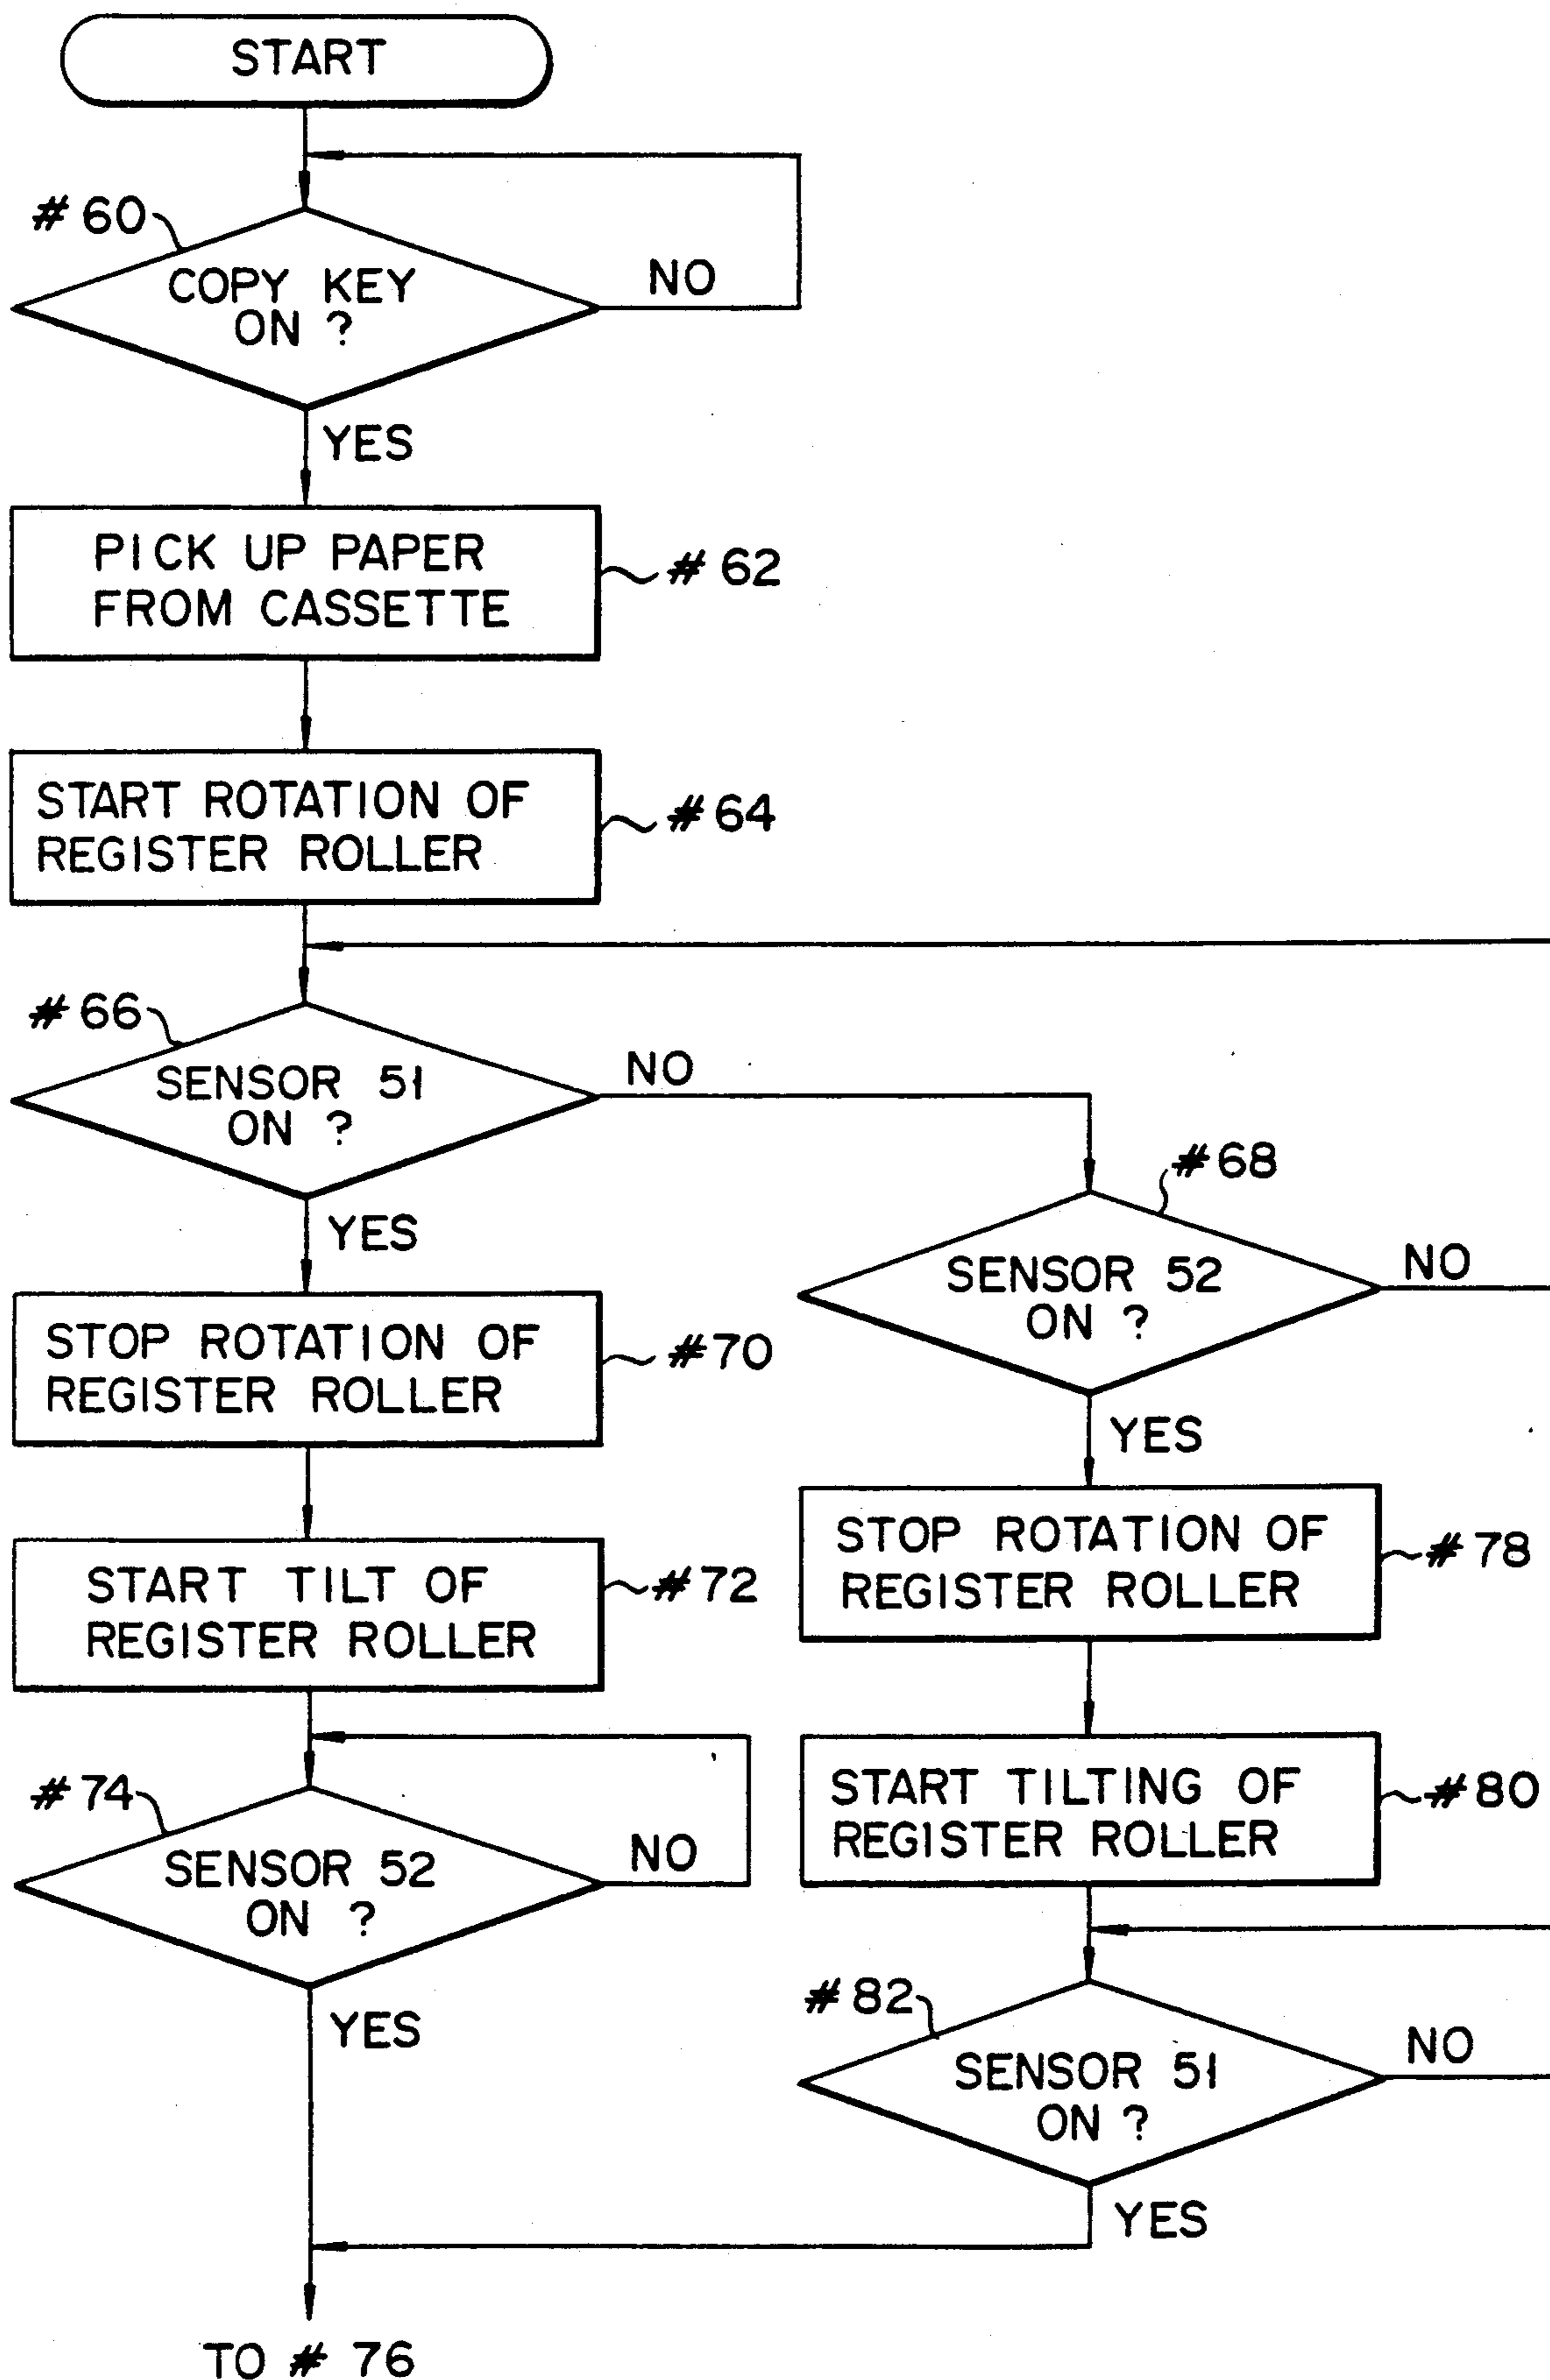 START
# 60
COPY KEY
ON ?
NO
YES
PICK UP PAPER
FROM CASSETTE
# 62
START ROTATION OF
REGISTER ROLLER
# 64
# 66
SENSOR 51
ON ?
NO
YES
# 68
SENSOR 52
ON ?
NO
YES
STOP ROTATION OF
REGISTER ROLLER
# 70
START TILT OF
REGISTER ROLLER
# 72
STOP ROTATION OF
REGISTER ROLLER
# 78
START TILTING OF
REGISTER ROLLER
# 80
# 74
SENSOR 52
ON ?
NO
YES
# 82
SENSOR 51
ON ?
NO
YES
TO # 76